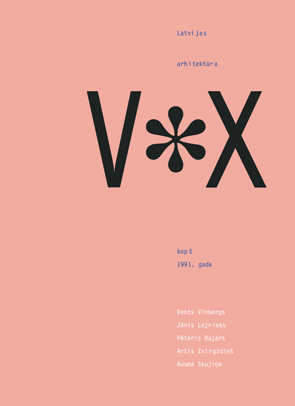 Latvijas
arhitektūra
V*X
kopš
1991. gada
Vents Vīnbergs
Jānis Lejnieks
Pēteris Bajārs
Artis Zvirgzdiņš
Ausma Skujiņa